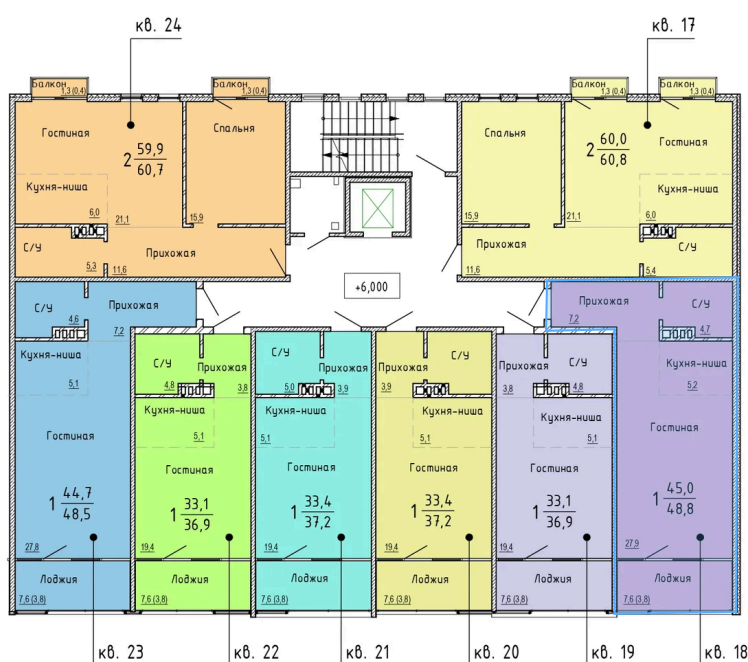 кв. 24
кв. 17
Балкон
1,3 (0,4)
Балкон
1,3 (0,4)
Балкон
1,3 (0,4)
Балкон
1,3 (0,4)
Гостиная
2 59,9
60,7
Кухня-ниша
6,0
21,1
Спальня
15,9
С/У
5,3
Прихожая
11,6
Спальня
15,9
2 60,0
60,8
Гостиная
Кухня-ниша
21,1
6,0
Прихожая
11,6
С/У
5,4
+6,000
С/У
4,6
Прихожая
7,2
Кухня-ниша
5,1
Гостиная
1 44,7
48,5
27,8
Лоджия
7,6 (3,8)
С/У
4,8
Прихожая
3,8
Кухня-ниша
5,1
Гостиная
1 33,1
36,9
19,4
Лоджия
7,6 (3,8)
С/У
5,0
Прихожая
3,9
Кухня-ниша
5,1
Гостиная
1 33,4
37,2
19,4
Лоджия
7,6 (3,8)
Прихожая
3,9
С/У
Кухня-ниша
5,1
Гостиная
1 33,4
37,2
19,4
Лоджия
7,6 (3,8)
Прихожая
3,8
С/У
4,8
Кухня-ниша
5,1
Гостиная
1 33,1
36,9
19,4
Лоджия
7,6 (3,8)
Прихожая
7,2
С/У
4,7
Кухня-ниша
5,2
Гостиная
1 45,0
48,8
27,9
Лоджия
7,6 (3,8)
кв. 23
кв. 22
кв. 21
кв. 20
кв. 19
кв. 18